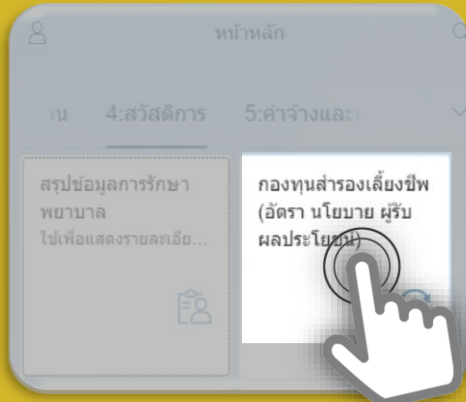 หน้าหลัก
4:สวัสดิการ
5:ค่าจ้างและ
สรุปข้อมูลการรักษา
พยาบาล
ใช้เพื่อแสดงรายละเอีย...
กองทุนสำรองเลี้ยงชีพ
(อัตรา นโยบาย ผู้รับ
ผลประโยชน์)